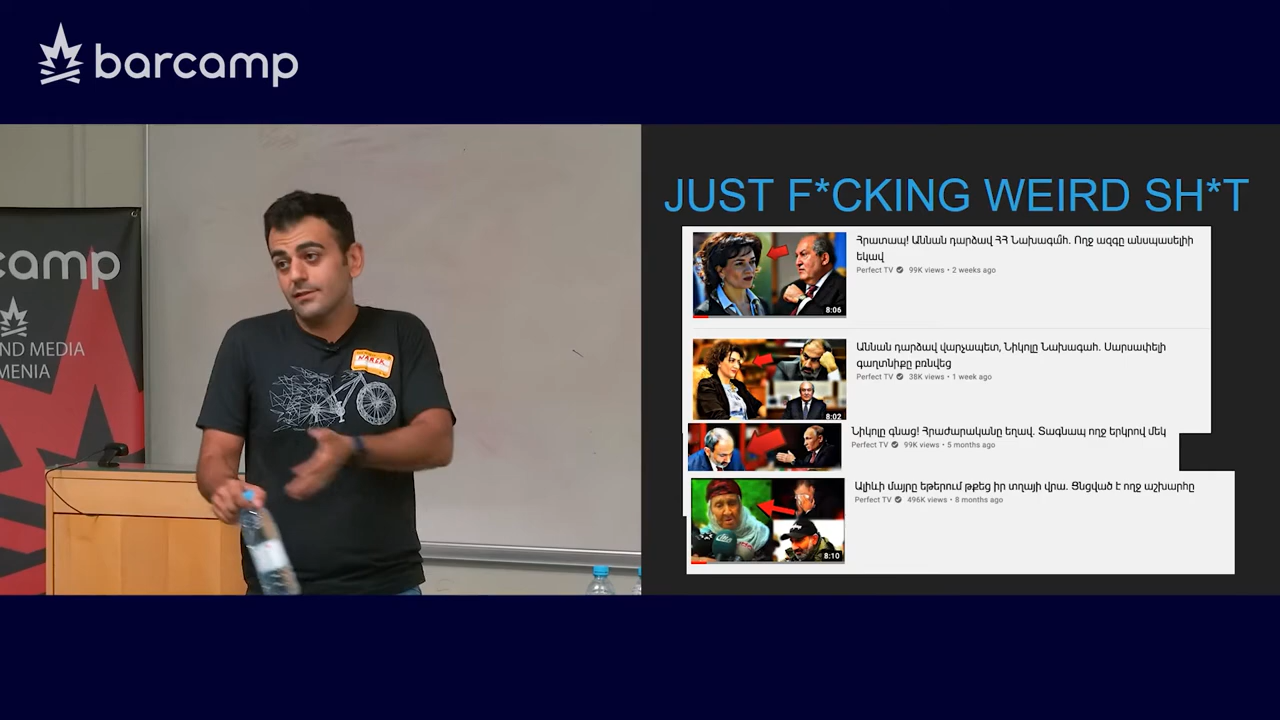 barcamp
camp
ND MEDIA
MENIA
NAREK
JUST F*CKING WEIRD SH*T
Հրատապ! Աննան դարձավ ՀՀ Նախագա՞հ. Ողջ ազգը անսպասելիի
եկավ
Perfect TV 99K views • 2 weeks ago
8:06
Աննան դարձավ վարչապետ, Նիկոլը Նախագահ. Սարսափելի
գաղտնիքը բռնվեց
Perfect TV 38K views • 1 week ago
8:02
Նիկոլը գնաց! Հրաժարականը եղավ. Տագնապ ողջ երկրով մեկ
Perfect TV 99K views • 5 months ago
Ալիևի մայրը եթերում թքեց իր տղայի վրա. Ցնցված է ողջ աշխարհը
Perfect TV 496K views • 8 months ago
8:10